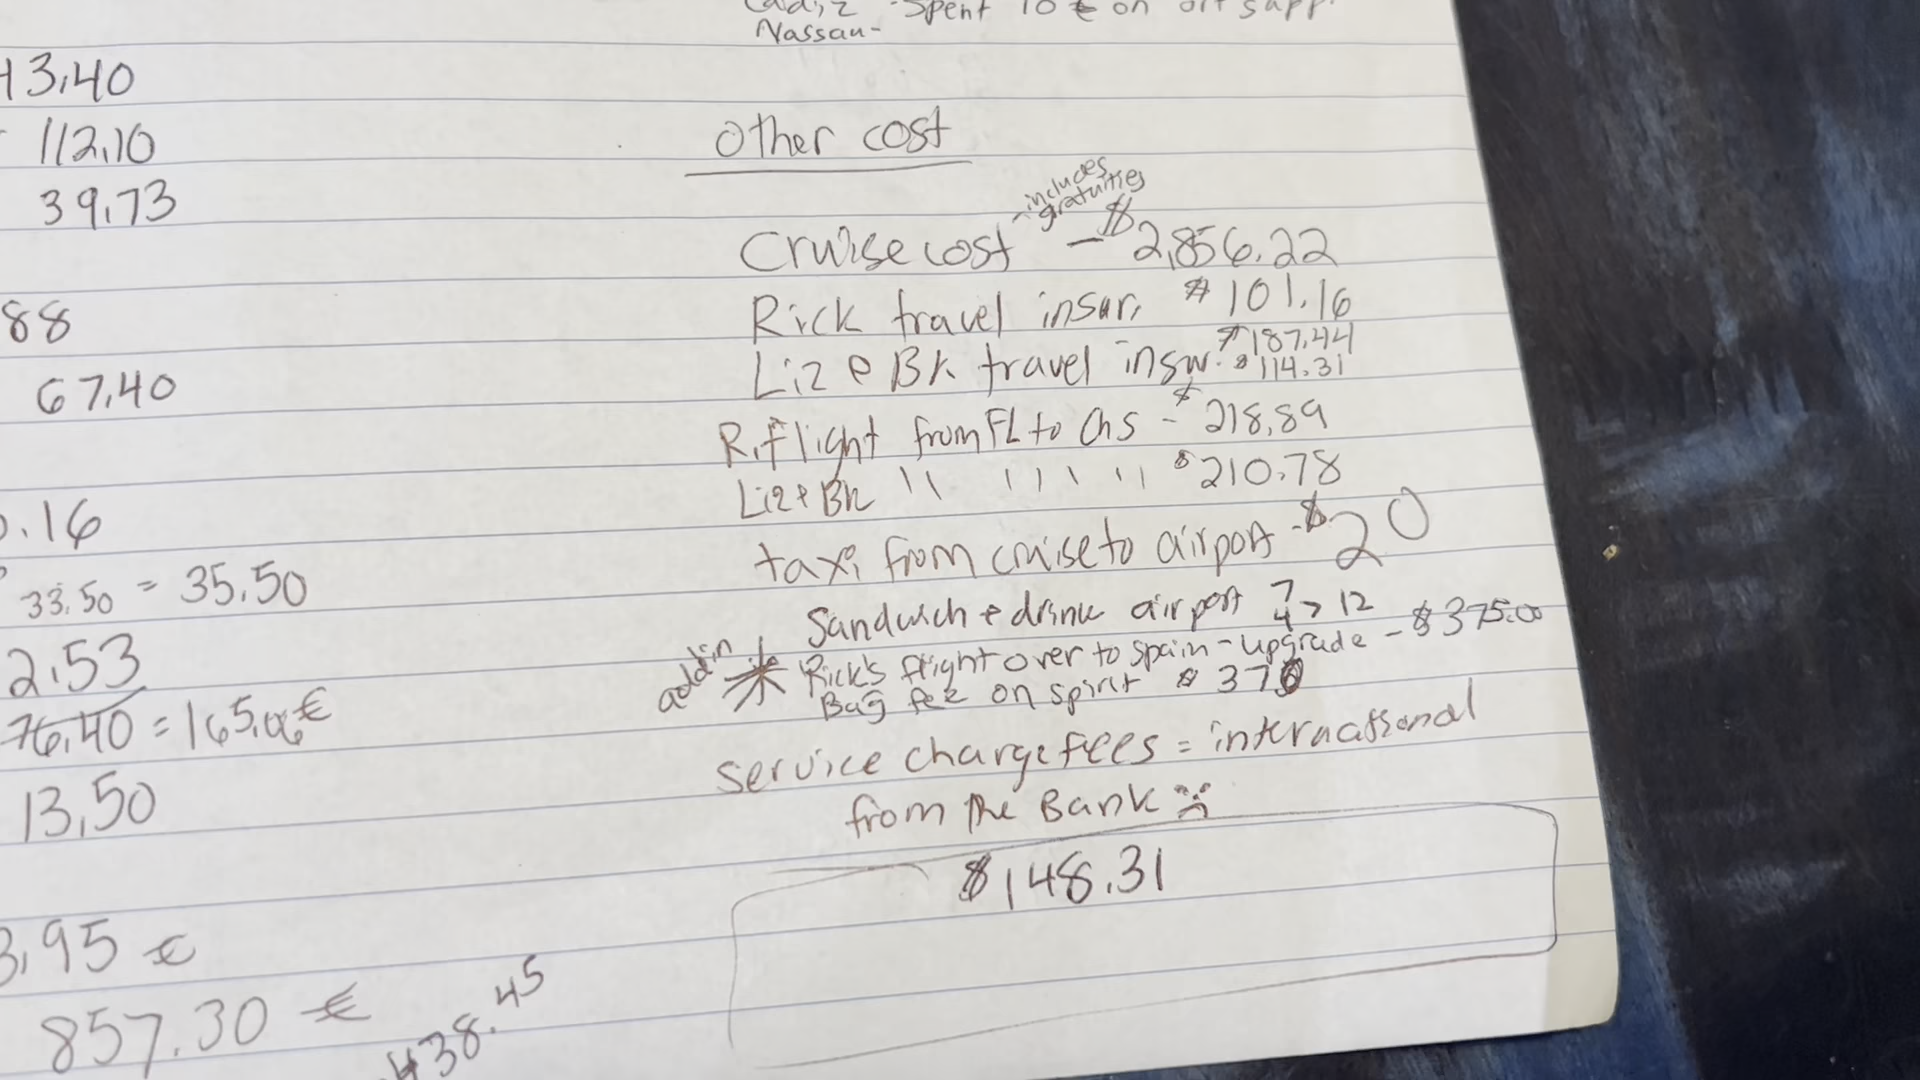 Cadiz - Spent 10 € on
Nassau-
13,40
112,10
39,73
88
67,40
.16
33.50 = 35.50
2.53
76,40 = 165,06€
13,50
3,95 €
857.30 €
438.45
Other cost
includes
gratuities
Cruise cost - $2,856.22
Rick travel insur, $101.16
Liz & BK travel insur. $187.44
$114.31
R. flight from FL to Chs - $218,89
Liz + BK " " " $210.78
taxi from cruise to airport - $20
Sandwich + drink airport 7
4 > 12
add in * Rick's flight over to spain - upgrade - $375.00
Bag fee on spirit $37
service charge fees = international
from the Bank
$148.31